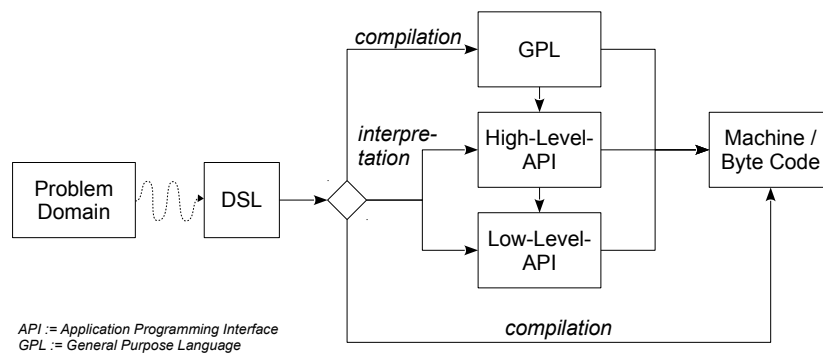 compilation
GPL
interpre-
tation
High-Level-
API
Machine /
Byte Code
Problem
Domain
DSL
Low-Level-
API
compilation
API := Application Programming Interface
GPL := General Purpose Language